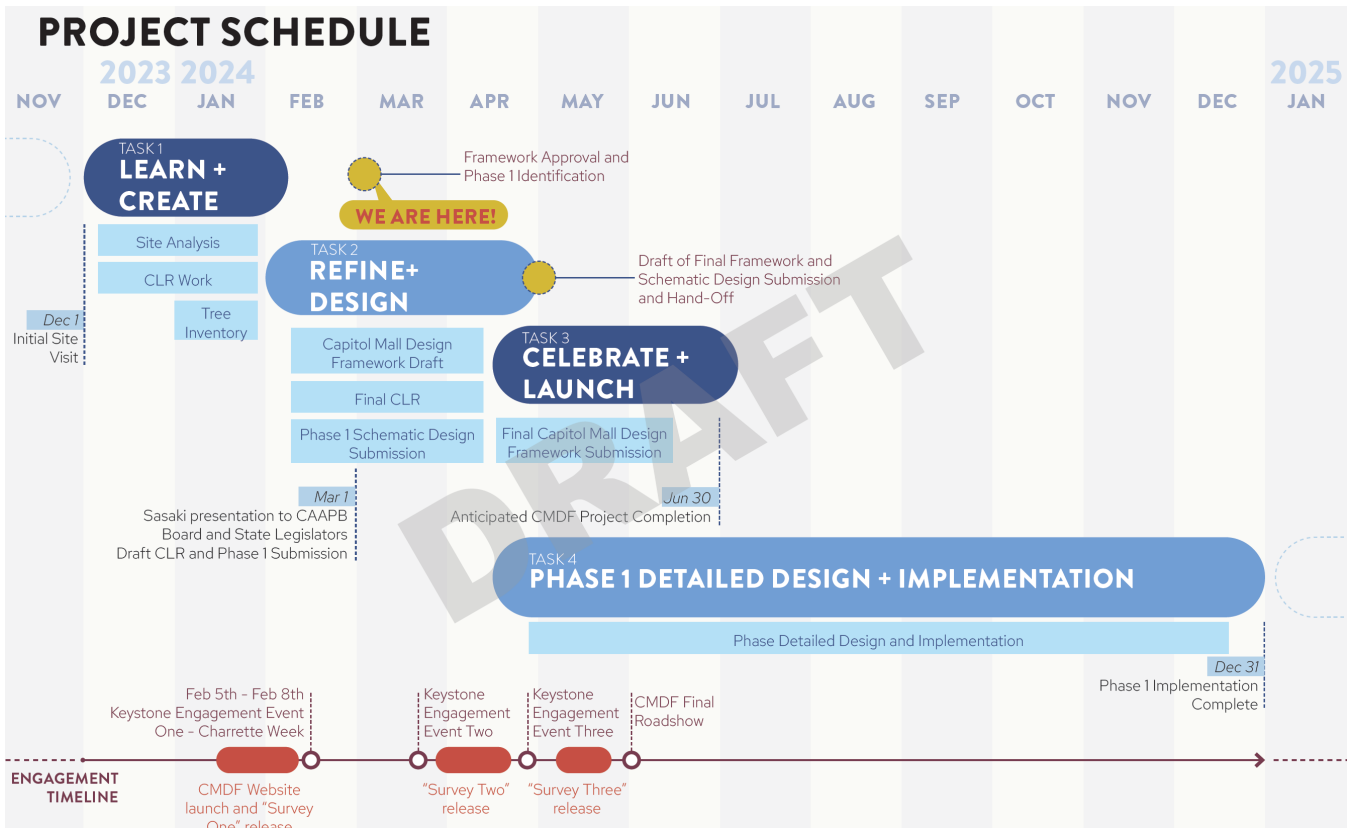 PROJECT SCHEDULE
2023 2024 2025
NOV DEC JAN FEB MAR APR MAY JUN JUL AUG SEP OCT NOV DEC JAN
TASK 1
LEARN +
CREATE
Framework Approval and
Phase 1 Identification
WE ARE HERE!
Site Analysis
CLR Work
Tree
Inventory
Dec 1
Initial Site
Visit
TASK 2
REFINE+
DESIGN
Draft of Final Framework and
Schematic Design Submission
and Hand-Off
Capitol Mall Design
Framework Draft
Final CLR
Phase 1 Schematic Design
Submission
Mar 1
Sasaki presentation to CAAPB
Board and State Legislators
Draft CLR and Phase 1 Submission
TASK 3
CELEBRATE +
LAUNCH
Final Capitol Mall Design
Framework Submission
Jun 30
Anticipated CMDF Project Completion
DRAFT
TASK 4
PHASE 1 DETAILED DESIGN + IMPLEMENTATION
Phase Detailed Design and Implementation
Dec 31
Phase 1 Implementation
Complete
Feb 5th - Feb 8th
Keystone Engagement Event
One - Charrette Week
Keystone
Engagement
Event Two
Keystone
Engagement
Event Three
CMDF Final
Roadshow
ENGAGEMENT
TIMELINE
CMDF Website
launch and "Survey
One" release
"Survey Two"
release
"Survey Three"
release